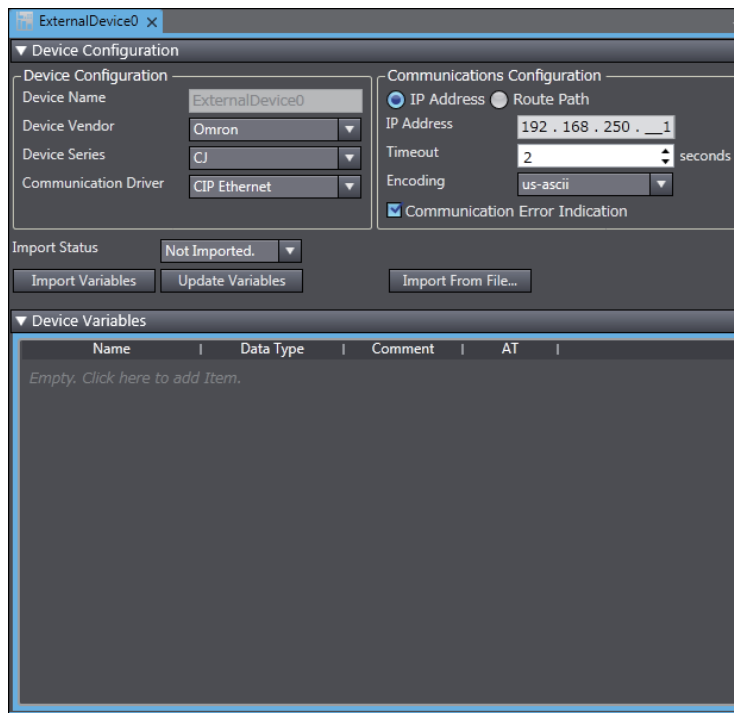 ExternalDevice0
Device Configuration
Device Configuration
Device Name ExternalDevice0
Device Vendor Omron
Device Series CJ
Communication Driver CIP Ethernet
Communications Configuration
IP Address Route Path
IP Address 192 . 168 . 250 . __1
Timeout 2 seconds
Encoding us-ascii
Communication Error Indication
Import Status Not Imported.
Import Variables Update Variables Import From File...
Device Variables
Name | Data Type | Comment | AT |
Empty. Click here to add Item.